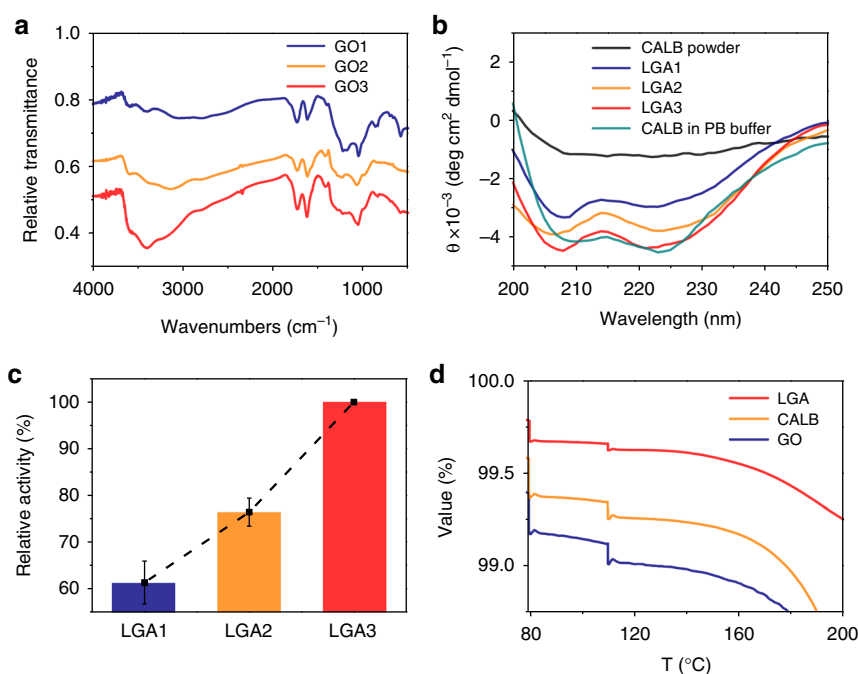 a
1.0
0.8
0.6
0.4
Relative transmittance
GO1
GO2
GO3
4000 3000 2000 1000
Wavenumbers (cm⁻¹)
b
0
−2
−4
θ ×10⁻³ (deg cm² dmol⁻¹)
CALB powder
LGA1
LGA2
LGA3
CALB in PB buffer
200 210 220 230 240 250
Wavelength (nm)
c
100
90
80
70
60
Relative activity (%)
LGA1 LGA2 LGA3
d
100.0
99.5
99.0
Value (%)
LGA
CALB
GO
80 120 160 200
T (°C)